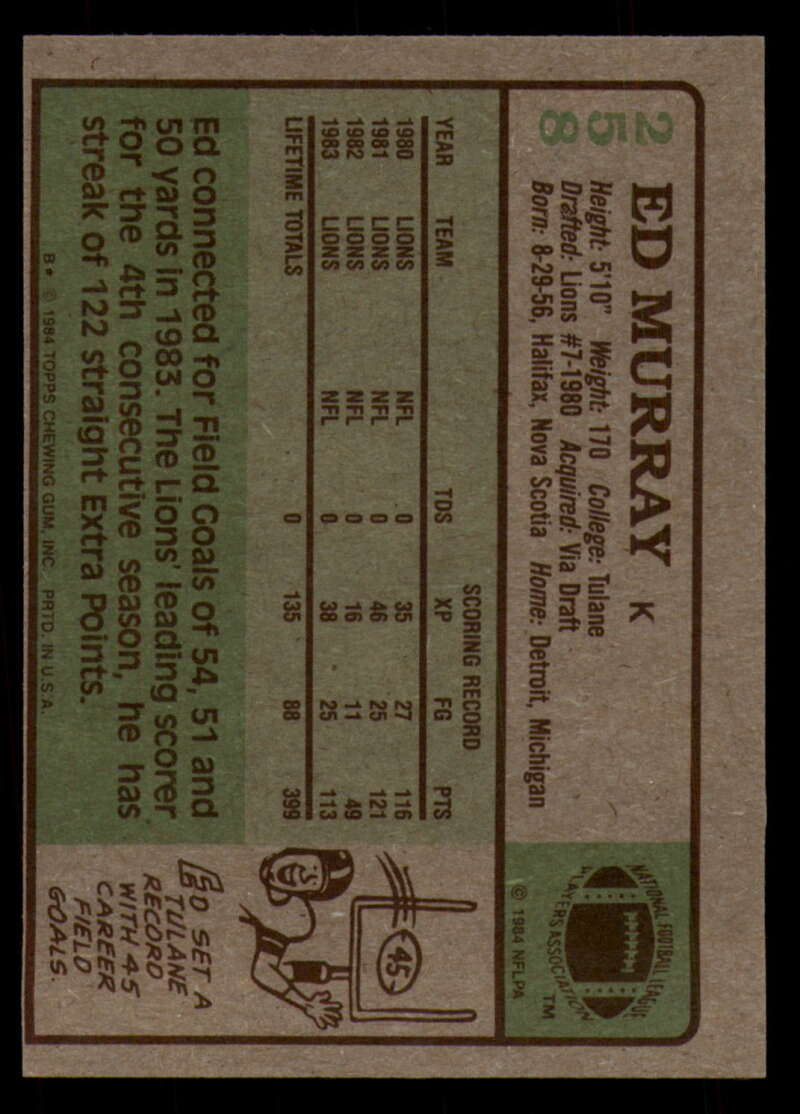 258
ED MURRAY K
Height: 5'10" Weight: 170 College: Tulane
Drafted: Lions #7-1980 Acquired: Via Draft
Born: 8-29-56, Halifax, Nova Scotia Home: Detroit, Michigan
NATIONAL FOOTBALL LEAGUE
PLAYERS ASSOCIATION
TM
© 1984 NFLPA
SCORING RECORD
YEAR TEAM TDS XP FG PTS
1980 LIONS NFL 0 35 27 116
1981 LIONS NFL 0 46 25 121
1982 LIONS NFL 0 16 11 49
1983 LIONS NFL 0 38 25 113
LIFETIME TOTALS 0 135 88 399
45
ED SET A
TULANE
RECORD
WITH 45
CAREER
FIELD
GOALS.
Ed connected for Field Goals of 54, 51 and
50 yards in 1983. The Lions' leading scorer
for the 4th consecutive season, he has
streak of 122 straight Extra Points.
B* © 1984 TOPPS CHEWING GUM, INC. PRTD. IN U.S.A.